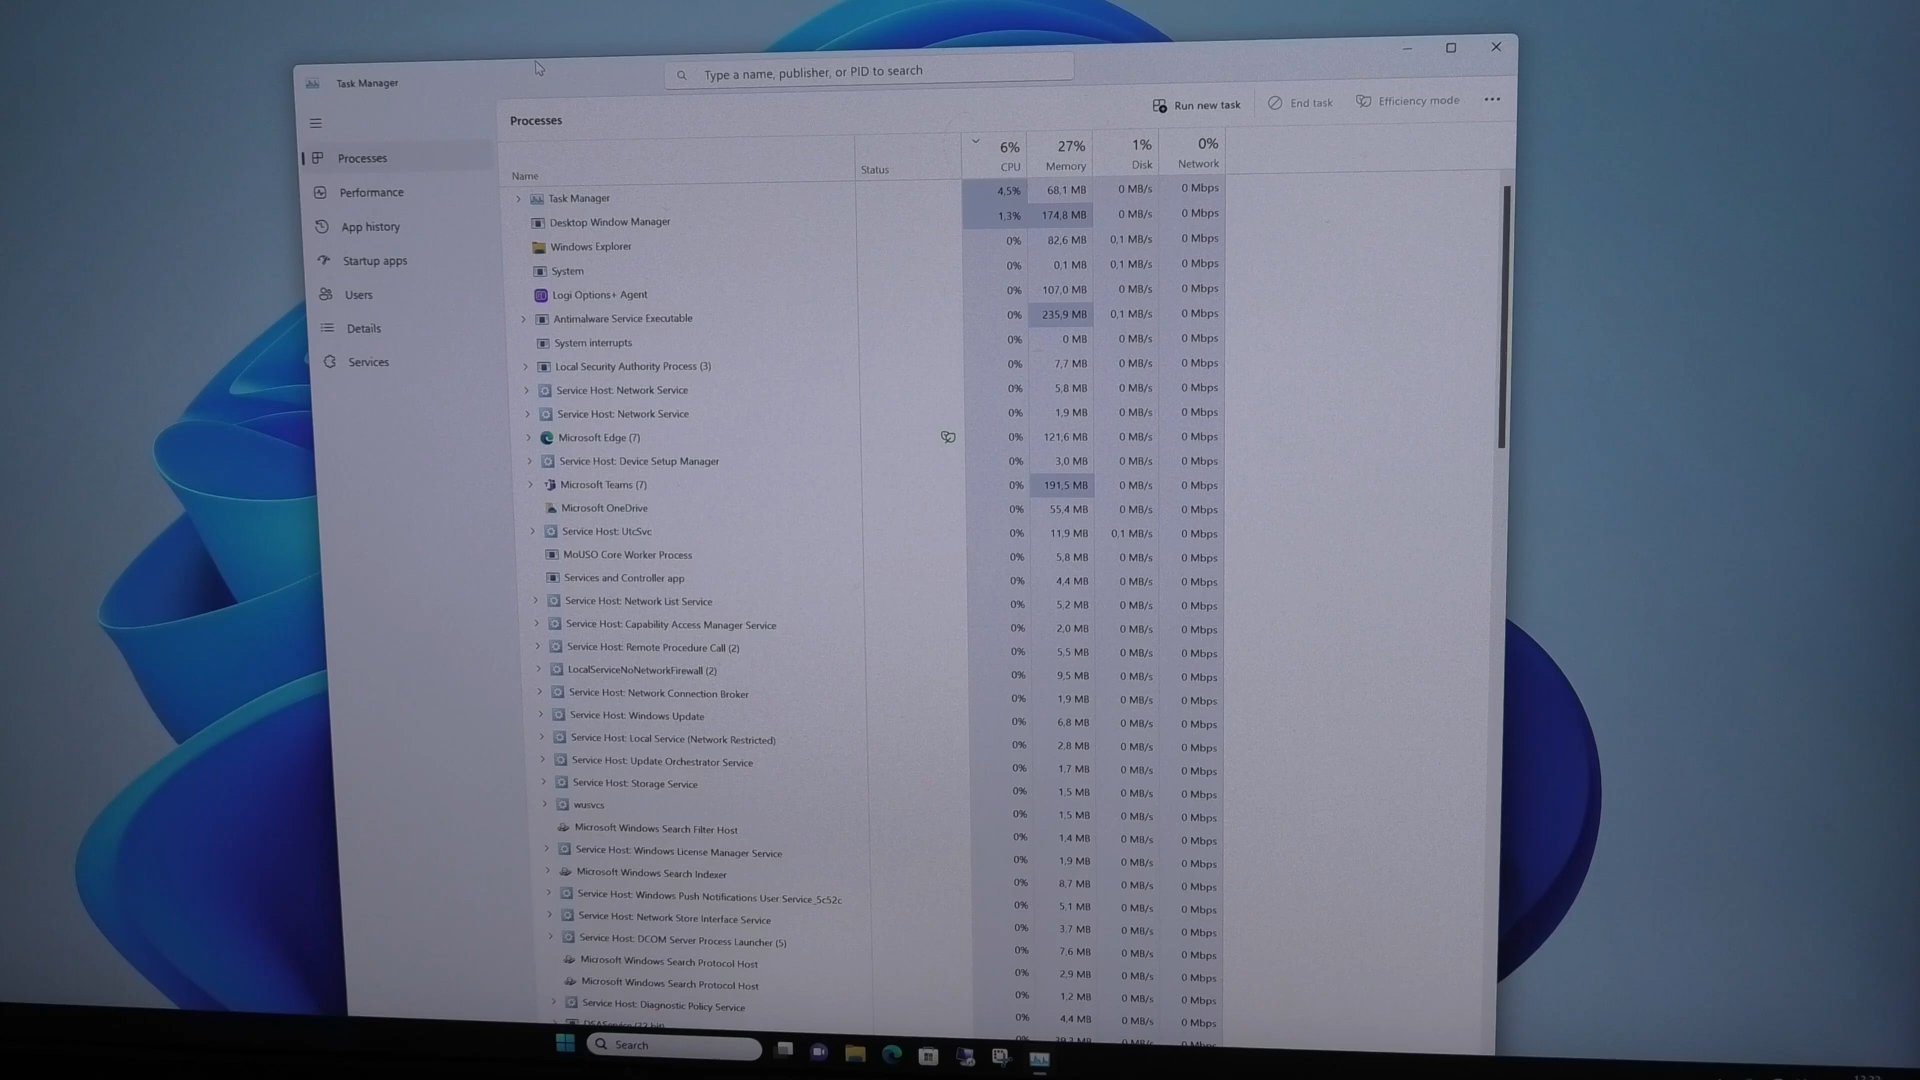 Task Manager
Type a name, publisher, or PID to search
Processes
Run new task
End task
Efficiency mode
Processes
Performance
App history
Startup apps
Users
Details
Services
6% 27% 1% 0%
Name Status CPU Memory Disk Network
Task Manager 4,5% 68,1 MB 0 MB/s 0 Mbps
Desktop Window Manager 1,3% 174,8 MB 0 MB/s 0 Mbps
Windows Explorer 0% 82,6 MB 0,1 MB/s 0 Mbps
System 0% 0,1 MB 0,1 MB/s 0 Mbps
Logi Options+ Agent 0% 107,0 MB 0 MB/s 0 Mbps
Antimalware Service Executable 0% 235,9 MB 0,1 MB/s 0 Mbps
System interrupts 0% 0 MB 0 MB/s 0 Mbps
Local Security Authority Process (3) 0% 7,7 MB 0 MB/s 0 Mbps
Service Host: Network Service 0% 5,8 MB 0 MB/s 0 Mbps
Service Host: Network Service 0% 1,9 MB 0 MB/s 0 Mbps
Microsoft Edge (7) 0% 121,6 MB 0 MB/s 0 Mbps
Service Host: Device Setup Manager 0% 3,0 MB 0 MB/s 0 Mbps
Microsoft Teams (7) 0% 191,5 MB 0 MB/s 0 Mbps
Microsoft OneDrive 0% 55,4 MB 0 MB/s 0 Mbps
Service Host: UtcSvc 0% 11,9 MB 0,1 MB/s 0 Mbps
MoUSO Core Worker Process 0% 5,8 MB 0 MB/s 0 Mbps
Services and Controller app 0% 4,4 MB 0 MB/s 0 Mbps
Service Host: Network List Service 0% 5,2 MB 0 MB/s 0 Mbps
Service Host: Capability Access Manager Service 0% 2,0 MB 0 MB/s 0 Mbps
Service Host: Remote Procedure Call (2) 0% 5,5 MB 0 MB/s 0 Mbps
LocalServiceNoNetworkFirewall (2) 0% 9,5 MB 0 MB/s 0 Mbps
Service Host: Network Connection Broker 0% 1,9 MB 0 MB/s 0 Mbps
Service Host: Windows Update 0% 6,8 MB 0 MB/s 0 Mbps
Service Host: Local Service (Network Restricted) 0% 2,8 MB 0 MB/s 0 Mbps
Service Host: Update Orchestrator Service 0% 1,7 MB 0 MB/s 0 Mbps
Service Host: Storage Service 0% 1,5 MB 0 MB/s 0 Mbps
wusvcs 0% 1,5 MB 0 MB/s 0 Mbps
Microsoft Windows Search Filter Host 0% 1,4 MB 0 MB/s 0 Mbps
Service Host: Windows License Manager Service 0% 1,9 MB 0 MB/s 0 Mbps
Microsoft Windows Search Indexer 0% 8,7 MB 0 MB/s 0 Mbps
Service Host: Windows Push Notifications User Service_5c52c 0% 5,1 MB 0 MB/s 0 Mbps
Service Host: Network Store Interface Service 0% 3,7 MB 0 MB/s 0 Mbps
Service Host: DCOM Server Process Launcher (5) 0% 7,6 MB 0 MB/s 0 Mbps
Microsoft Windows Search Protocol Host 0% 2,9 MB 0 MB/s 0 Mbps
Microsoft Windows Search Protocol Host 0% 1,2 MB 0 MB/s 0 Mbps
Service Host: Diagnostic Policy Service 0% 4,4 MB 0 MB/s 0 Mbps
Search